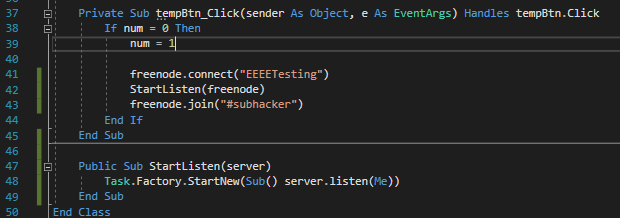 37 Private Sub tempBtn_Click(sender As Object, e As EventArgs) Handles tempBtn.Click
38 If num = 0 Then
39 num = 1
40
41 freenode.connect("EEEETesting")
42 StartListen(freenode)
43 freenode.join("#subhacker")
44 End If
45 End Sub
46
47 Public Sub StartListen(server)
48 Task.Factory.StartNew(Sub() server.listen(Me))
49 End Sub
50 End Class